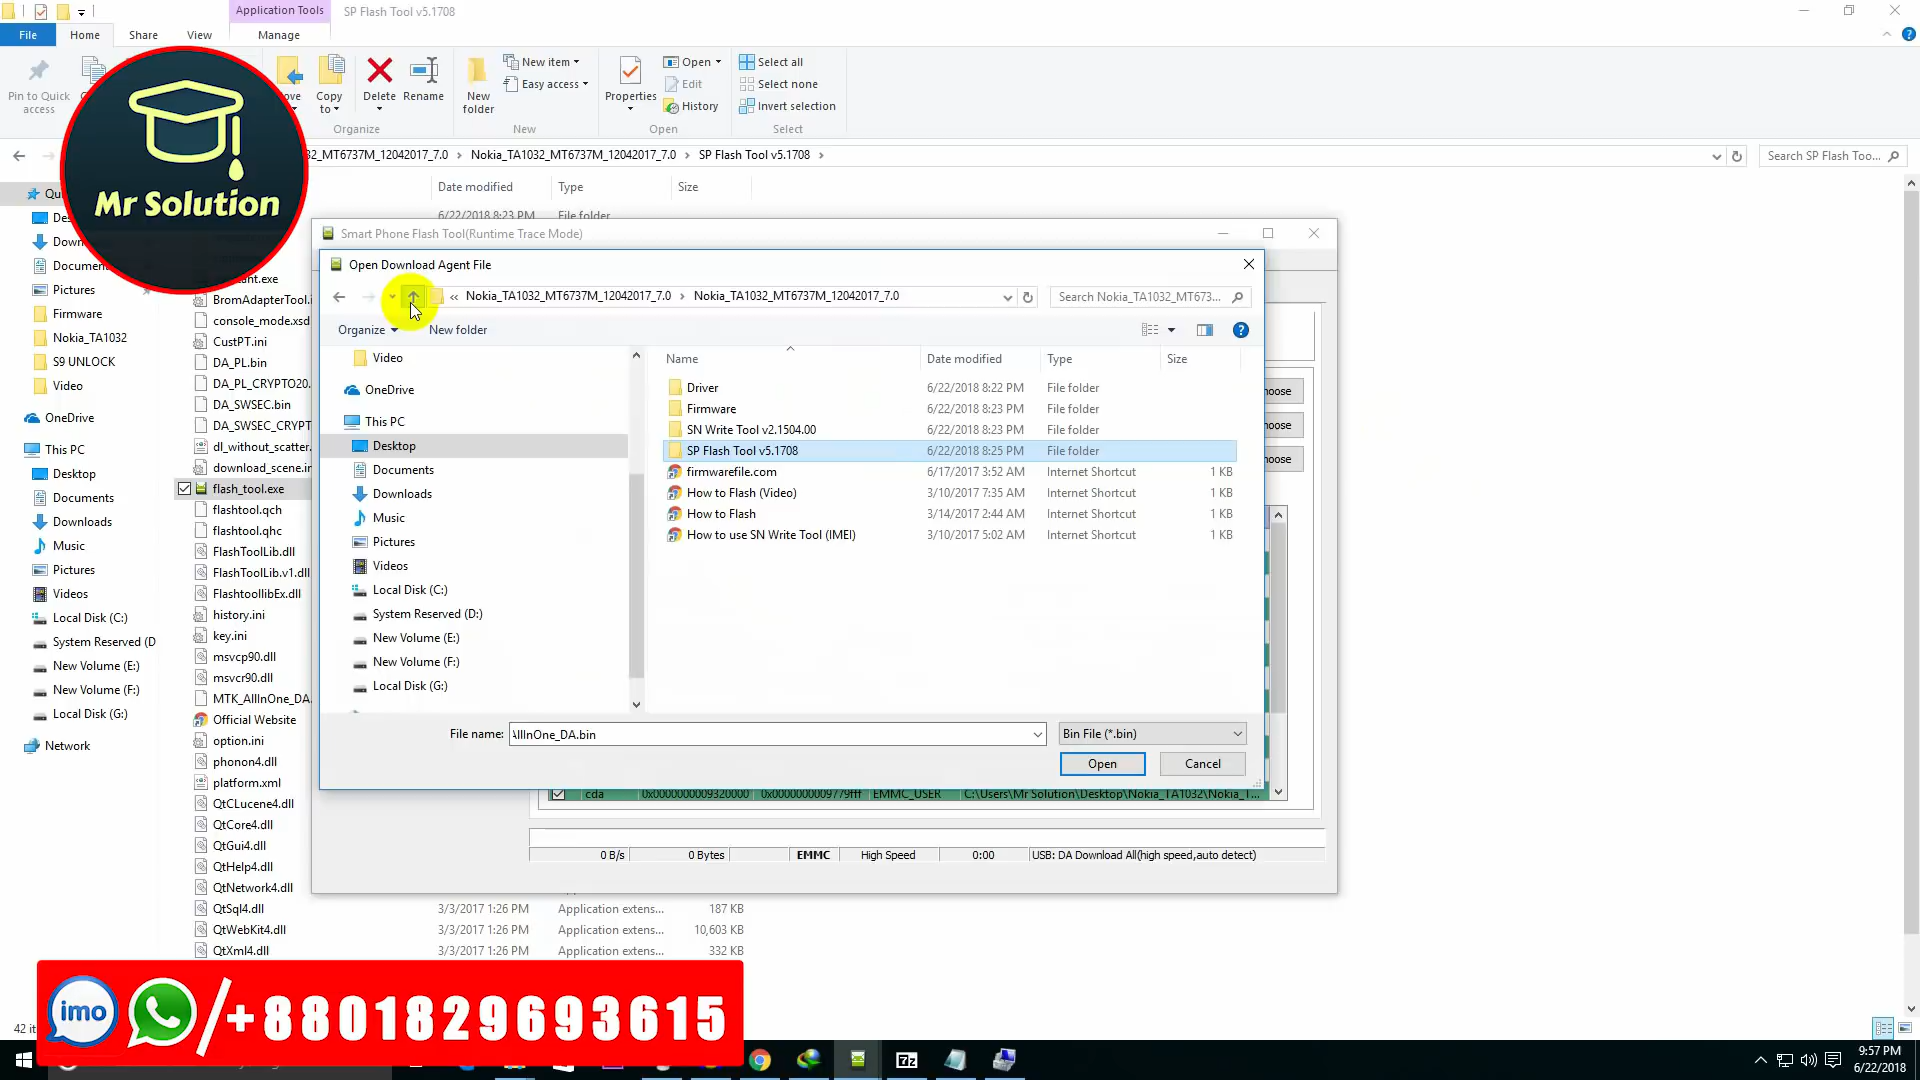 Application Tools
SP Flash Tool v5.1708
File
Home
Share
View
Manage
Pin to Quick access
Copy to
Delete
Rename
New folder
New item
Easy access
Properties
Open
Edit
History
Select all
Select none
Invert selection
Organize
New
Open
Select
Nokia_TA1032_MT6737M_12042017_7.0
SP Flash Tool v5.1708
Search SP Flash Too...
Mr Solution
Date modified
Type
Size
6/22/2018 8:23 PM
File folder
Pictures
Firmware
Nokia_TA1032
S9 UNLOCK
Video
OneDrive
This PC
Desktop
Documents
Downloads
Music
Pictures
Videos
Local Disk (C:)
System Reserved (D
New Volume (E:)
New Volume (F:)
Local Disk (G:)
Network
BromAdapterTool.i
console_mode.xsd
CustPT.ini
DA_PL.bin
DA_PL_CRYPTO20.
DA_SWSEC.bin
DA_SWSEC_CRYPT
dl_without_scatter.
download_scene.in
flash_tool.exe
flashtool.qch
flashtool.qhc
FlashToolLib.dll
FlashToolLib.v1.dll
FlashtoollibEx.dll
history.ini
key.ini
msvcp90.dll
msvcr90.dll
MTK_AllInOne_DA.
Official Website
option.ini
phonon4.dll
platform.xml
QtCLucene4.dll
QtCore4.dll
QtGui4.dll
QtHelp4.dll
QtNetwork4.dll
QtSql4.dll 3/3/2017 1:26 PM Application extens... 187 KB
QtWebKit4.dll 3/3/2017 1:26 PM Application extens... 10,603 KB
QtXml4.dll 3/3/2017 1:26 PM Application extens... 332 KB
Smart Phone Flash Tool(Runtime Trace Mode)
Open Download Agent File
« Nokia_TA1032_MT6737M_12042017_7.0 › Nokia_TA1032_MT6737M_12042017_7.0
Search Nokia_TA1032_MT673...
Organize
New folder
Video
OneDrive
This PC
Desktop
Documents
Downloads
Music
Pictures
Videos
Local Disk (C:)
System Reserved (D:)
New Volume (E:)
New Volume (F:)
Local Disk (G:)
Name Date modified Type Size
Driver 6/22/2018 8:22 PM File folder
Firmware 6/22/2018 8:23 PM File folder
SN Write Tool v2.1504.00 6/22/2018 8:23 PM File folder
SP Flash Tool v5.1708 6/22/2018 8:25 PM File folder
firmwarefile.com 6/17/2017 3:52 AM Internet Shortcut 1 KB
How to Flash (Video) 3/10/2017 7:35 AM Internet Shortcut 1 KB
How to Flash 3/14/2017 2:44 AM Internet Shortcut 1 KB
How to use SN Write Tool (IMEI) 3/10/2017 5:02 AM Internet Shortcut 1 KB
File name:
AllInOne_DA.bin
Bin File (*.bin)
Open
Cancel
cda 0x0000000009320000 0x0000000009779fff EMMC_USER C:\Users\Mr Solution\Desktop\Nokia_TA1032\Nokia_T...
0 B/s
0 Bytes
EMMC
High Speed
0:00
USB: DA Download All(high speed,auto detect)
imo
/+8801829693615
9:57 PM
6/22/2018